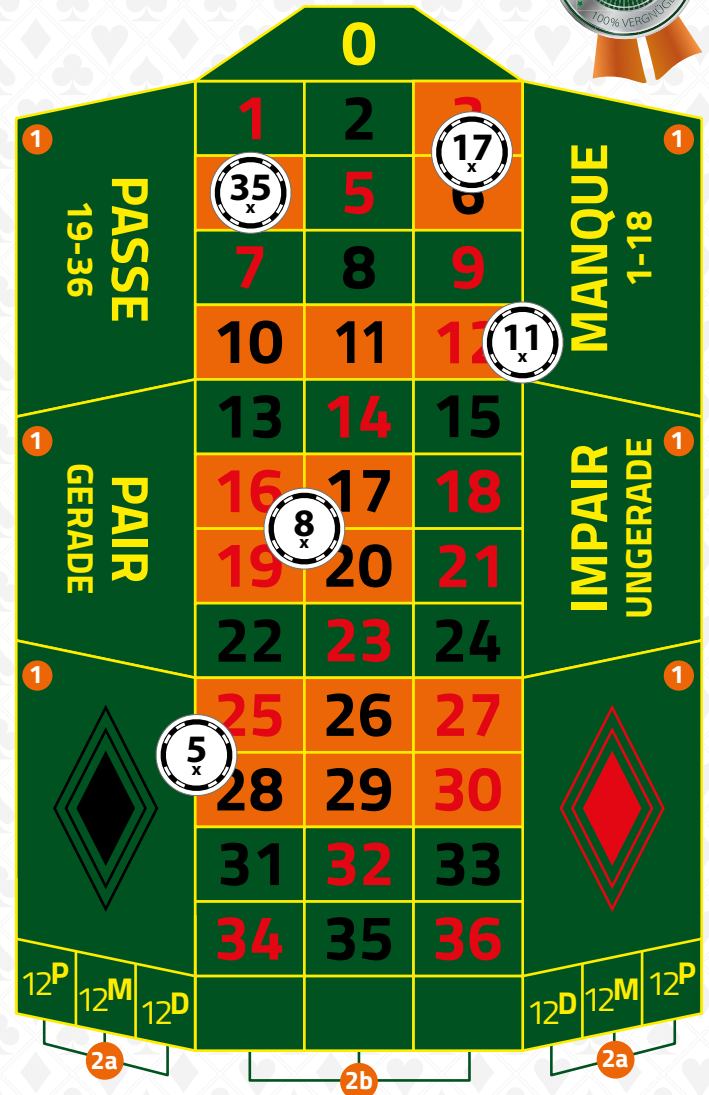 100% VERGNÜGE
0
1 2 3
17
x
35
x
5 6
7 8 9
10 11 12
11
x
13 14 15
16 17 18
8
x
19 20 21
22 23 24
25 26 27
5
x
28 29 30
31 32 33
34 35 36
1
PASSE
19-36
1
MANQUE
1-18
1
PAIR
GERADE
1
IMPAIR
UNGERADE
1
1
12P 12M 12D
12D 12M 12P
2a
2b
2a